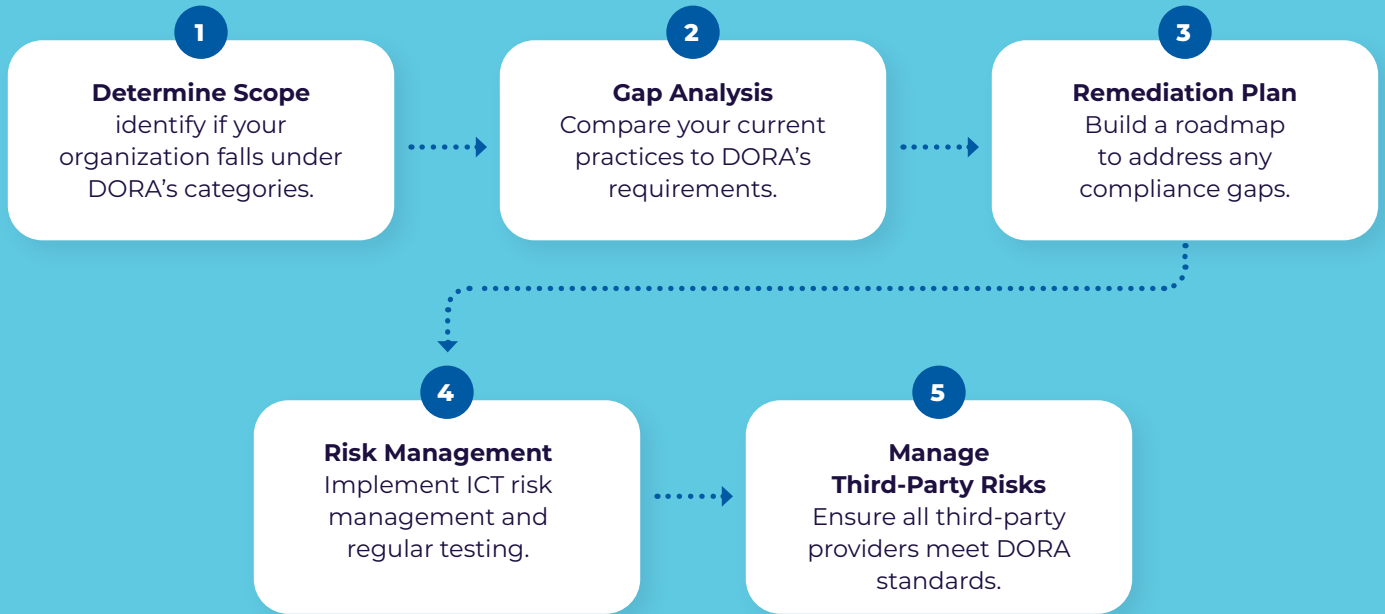 1
Determine Scope
identify if your
organization falls under
DORA's categories.
2
Gap Analysis
Compare your current
practices to DORA's
requirements.
3
Remediation Plan
Build a roadmap
to address any
compliance gaps.
4
Risk Management
Implement ICT risk
management and
regular testing.
5
Manage
Third-Party Risks
Ensure all third-party
providers meet DORA
standards.